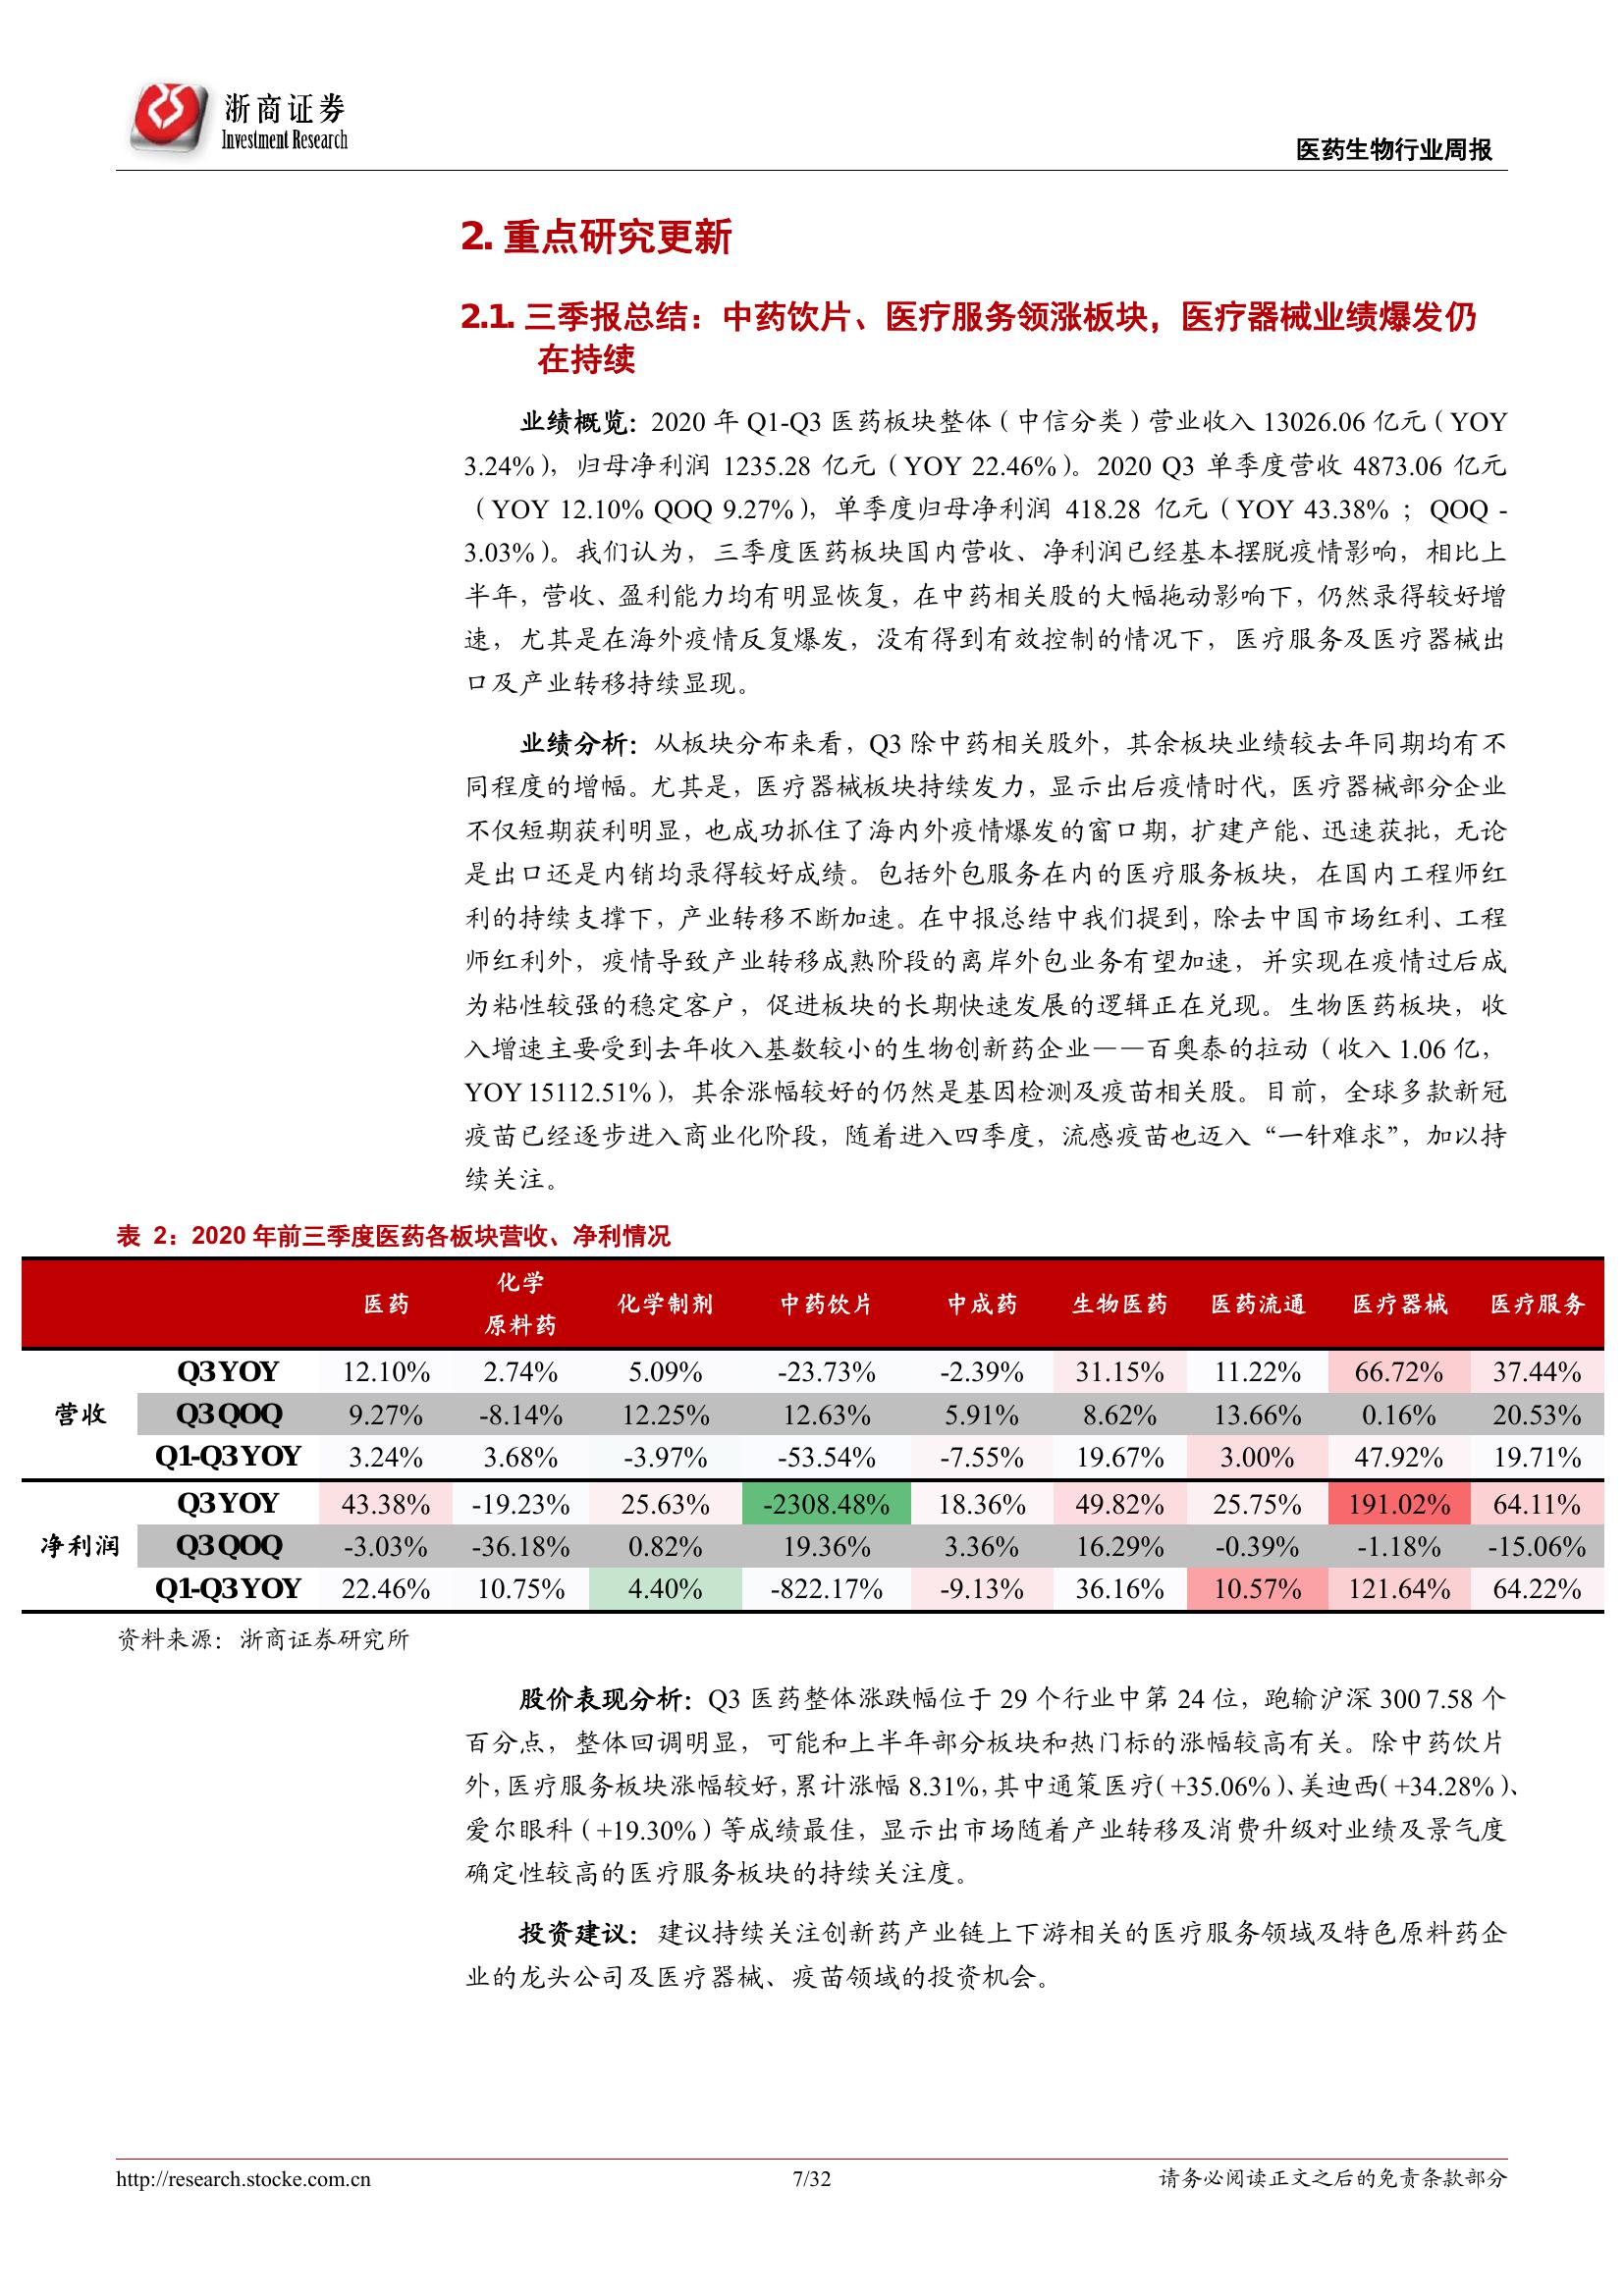 浙商证券
Investment Research
医药生物行业周报
2. 重点研究更新
2.1. 三季报总结：中药饮片、医疗服务领涨板块，医疗器械业绩爆发仍
在持续
业绩概览：2020 年 Q1-Q3 医药板块整体（中信分类）营业收入 13026.06 亿元（YOY
3.24%），归母净利润 1235.28 亿元（YOY 22.46%）。2020 Q3 单季度营收 4873.06 亿元
（YOY 12.10% QOQ 9.27%），单季度归母净利润 418.28 亿元（YOY 43.38% ；QOQ -
3.03%）。我们认为，三季度医药板块国内营收、净利润已经基本摆脱疫情影响，相比上
半年，营收、盈利能力均有明显恢复，在中药相关股的大幅拖动影响下，仍然录得较好增
速，尤其是在海外疫情反复爆发，没有得到有效控制的情况下，医疗服务及医疗器械出
口及产业转移持续显现。
业绩分析：从板块分布来看，Q3 除中药相关股外，其余板块业绩较去年同期均有不
同程度的增幅。尤其是，医疗器械板块持续发力，显示出后疫情时代，医疗器械部分企业
不仅短期获利明显，也成功抓住了海内外疫情爆发的窗口期，扩建产能、迅速获批，无论
是出口还是内销均录得较好成绩。包括外包服务在内的医疗服务板块，在国内工程师红
利的持续支撑下，产业转移不断加速。在中报总结中我们提到，除去中国市场红利、工程
师红利外，疫情导致产业转移成熟阶段的离岸外包业务有望加速，并实现在疫情过后成
为粘性较强的稳定客户，促进板块的长期快速发展的逻辑正在兑现。生物医药板块，收
入增速主要受到去年收入基数较小的生物创新药企业——百奥泰的拉动（收入 1.06 亿，
YOY 15112.51%），其余涨幅较好的仍然是基因检测及疫苗相关股。目前，全球多款新冠
疫苗已经逐步进入商业化阶段，随着进入四季度，流感疫苗也迈入“一针难求”，加以持
续关注。
表 2：2020 年前三季度医药各板块营收、净利情况
医药 化学原料药 化学制剂 中药饮片 中成药 生物医药 医药流通 医疗器械 医疗服务
营收 Q3 YOY 12.10% 2.74% 5.09% -23.73% -2.39% 31.15% 11.22% 66.72% 37.44%
Q3 QOQ 9.27% -8.14% 12.25% 12.63% 5.91% 8.62% 13.66% 0.16% 20.53%
Q1-Q3 YOY 3.24% 3.68% -3.97% -53.54% -7.55% 19.67% 3.00% 47.92% 19.71%
净利润 Q3 YOY 43.38% -19.23% 25.63% -2308.48% 18.36% 49.82% 25.75% 191.02% 64.11%
Q3 QOQ -3.03% -36.18% 0.82% 19.36% 3.36% 16.29% -0.39% -1.18% -15.06%
Q1-Q3 YOY 22.46% 10.75% 4.40% -822.17% -9.13% 36.16% 10.57% 121.64% 64.22%
资料来源：浙商证券研究所
股价表现分析：Q3 医药整体涨跌幅位于 29 个行业中第 24 位，跑输沪深 300 7.58 个
百分点，整体回调明显，可能和上半年部分板块和热门标的涨幅较高有关。除中药饮片
外，医疗服务板块涨幅较好，累计涨幅 8.31%，其中通策医疗（+35.06%）、美迪西（+34.28%）、
爱尔眼科（+19.30%）等成绩最佳，显示出市场随着产业转移及消费升级对业绩及景气度
确定性较高的医疗服务板块的持续关注度。
投资建议：建议持续关注创新药产业链上下游相关的医疗服务领域及特色原料药企
业的龙头公司及医疗器械、疫苗领域的投资机会。
http://research.stocke.com.cn
7/32
请务必阅读正文之后的免责条款部分